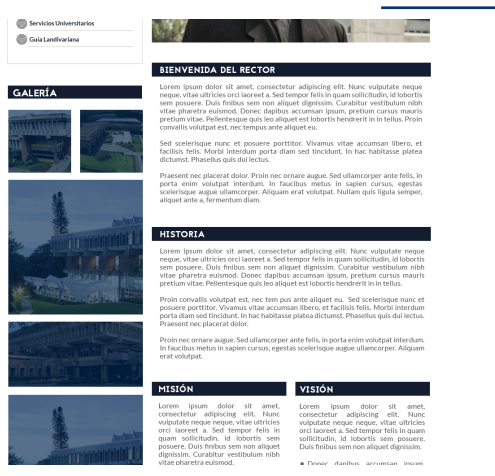 Servicios Universitarios
Guía Landivariana
GALERÍA
BIENVENIDA DEL RECTOR
Lorem ipsum dolor sit amet, consectetur adipiscing elit. Nunc vulputate neque
neque, vitae ultricies orci laoreet a. Sed tempor felis in quam sollicitudin, id lobortis
sem posuere. Duis finibus sem non aliquet dignissim. Curabitur vestibulum nibh
vitae pharetra euismod. Donec dapibus accumsan ipsum, pretium cursus mauris
pretium vitae. Pellentesque quis leo aliquet est lobortis hendrerit in in tellus. Proin
convallis volutpat est, nec tempus ante aliquet eu.
Sed scelerisque nunc et posuere porttitor. Vivamus vitae accumsan libero, et
facilisis felis. Morbi interdum porta diam sed tincidunt. In hac habitasse platea
dictumst. Phasellus quis dui lectus.
Praesent nec placerat dolor. Proin nec ornare augue. Sed ullamcorper ante felis, in
porta enim volutpat interdum. In faucibus metus in sapien cursus, egestas
scelerisque augue ullamcorper. Aliquam erat volutpat. Nullam quis ligula semper,
aliquet ante a, fermentum diam.
HISTORIA
Lorem ipsum dolor sit amet, consectetur adipiscing elit. Nunc vulputate neque
neque, vitae ultricies orci laoreet a. Sed tempor felis in quam sollicitudin, id lobortis
sem posuere. Duis finibus sem non aliquet dignissim. Curabitur vestibulum nibh
vitae pharetra euismod. Donec dapibus accumsan ipsum, pretium cursus mauris
pretium vitae. Pellentesque quis leo aliquet est lobortis hendrerit in in tellus.
Proin convallis volutpat est, nec tem pus ante aliquet eu. Sed scelerisque nunc et
posuere porttitor. Vivamus vitae accumsan libero, et facilisis felis. Morbi interdum
porta diam sed tincidunt. In hac habitasse platea dictumst. Phasellus quis dui lectus.
Praesent nec placerat dolor.
Proin nec ornare augue. Sed ullamcorper ante felis, in porta enim volutpat interdum.
In faucibus metus in sapien cursus, egestas scelerisque augue ullamcorper. Aliquam
erat volutpat.
MISIÓN
Lorem ipsum dolor sit amet,
consectetur adipiscing elit. Nunc
vulputate neque neque, vitae ultricies
orci laoreet a. Sed tempor felis in
quam sollicitudin, id lobortis sem
posuere. Duis finibus sem non aliquet
dignissim. Curabitur vestibulum nibh
vitae pharetra euismod.
VISIÓN
Lorem ipsum dolor sit amet,
consectetur adipiscing elit. Nunc
vulputate neque neque, vitae ultricies
orci laoreet a. Sed tempor felis in quam
sollicitudin, id lobortis sem posuere.
Duis finibus sem non aliquet dignissim.
• Donec dapibus accumsan ipsum